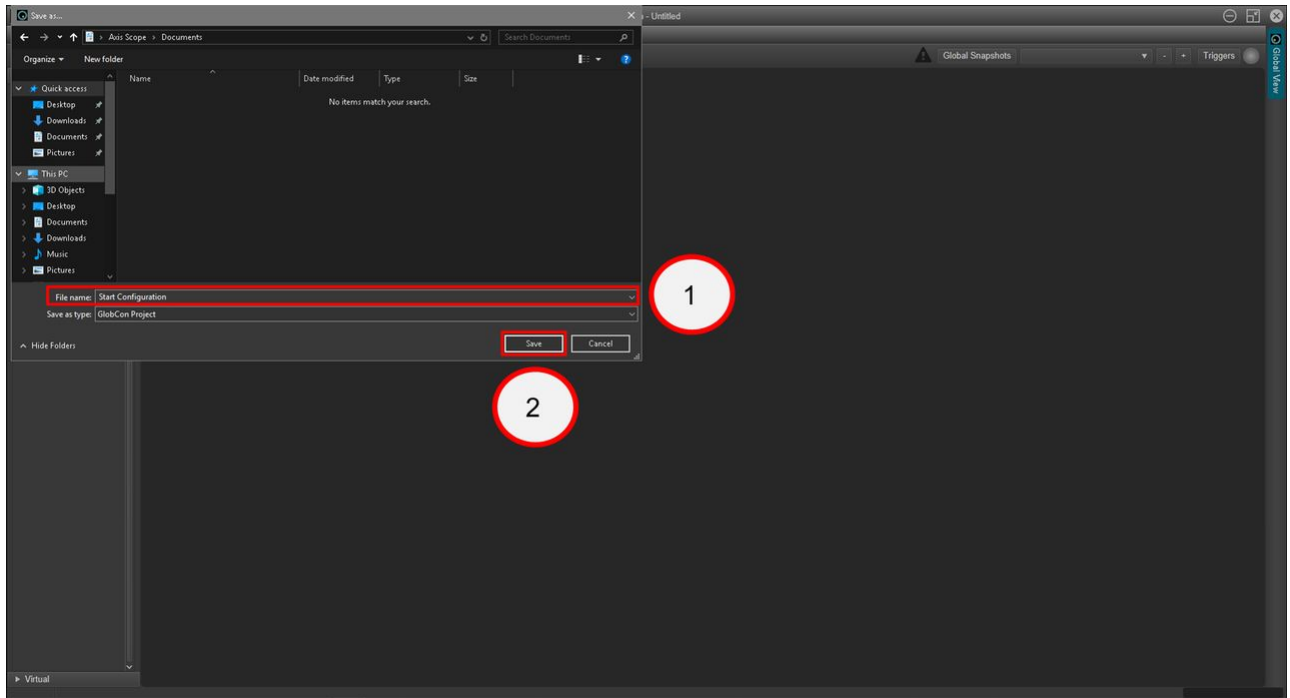 Save as...
- Untitled
Axis Scope > Documents
Search Documents
Organize
New folder
Global Snapshots
- +
Triggers
Global View
Name
Date modified
Type
Size
No items match your search.
Quick access
Desktop
Downloads
Documents
Pictures
This PC
3D Objects
Desktop
Documents
Downloads
Music
Pictures
File name: Start Configuration
Save as type: GlobCon Project
Hide Folders
Save
Cancel
1
2
Virtual